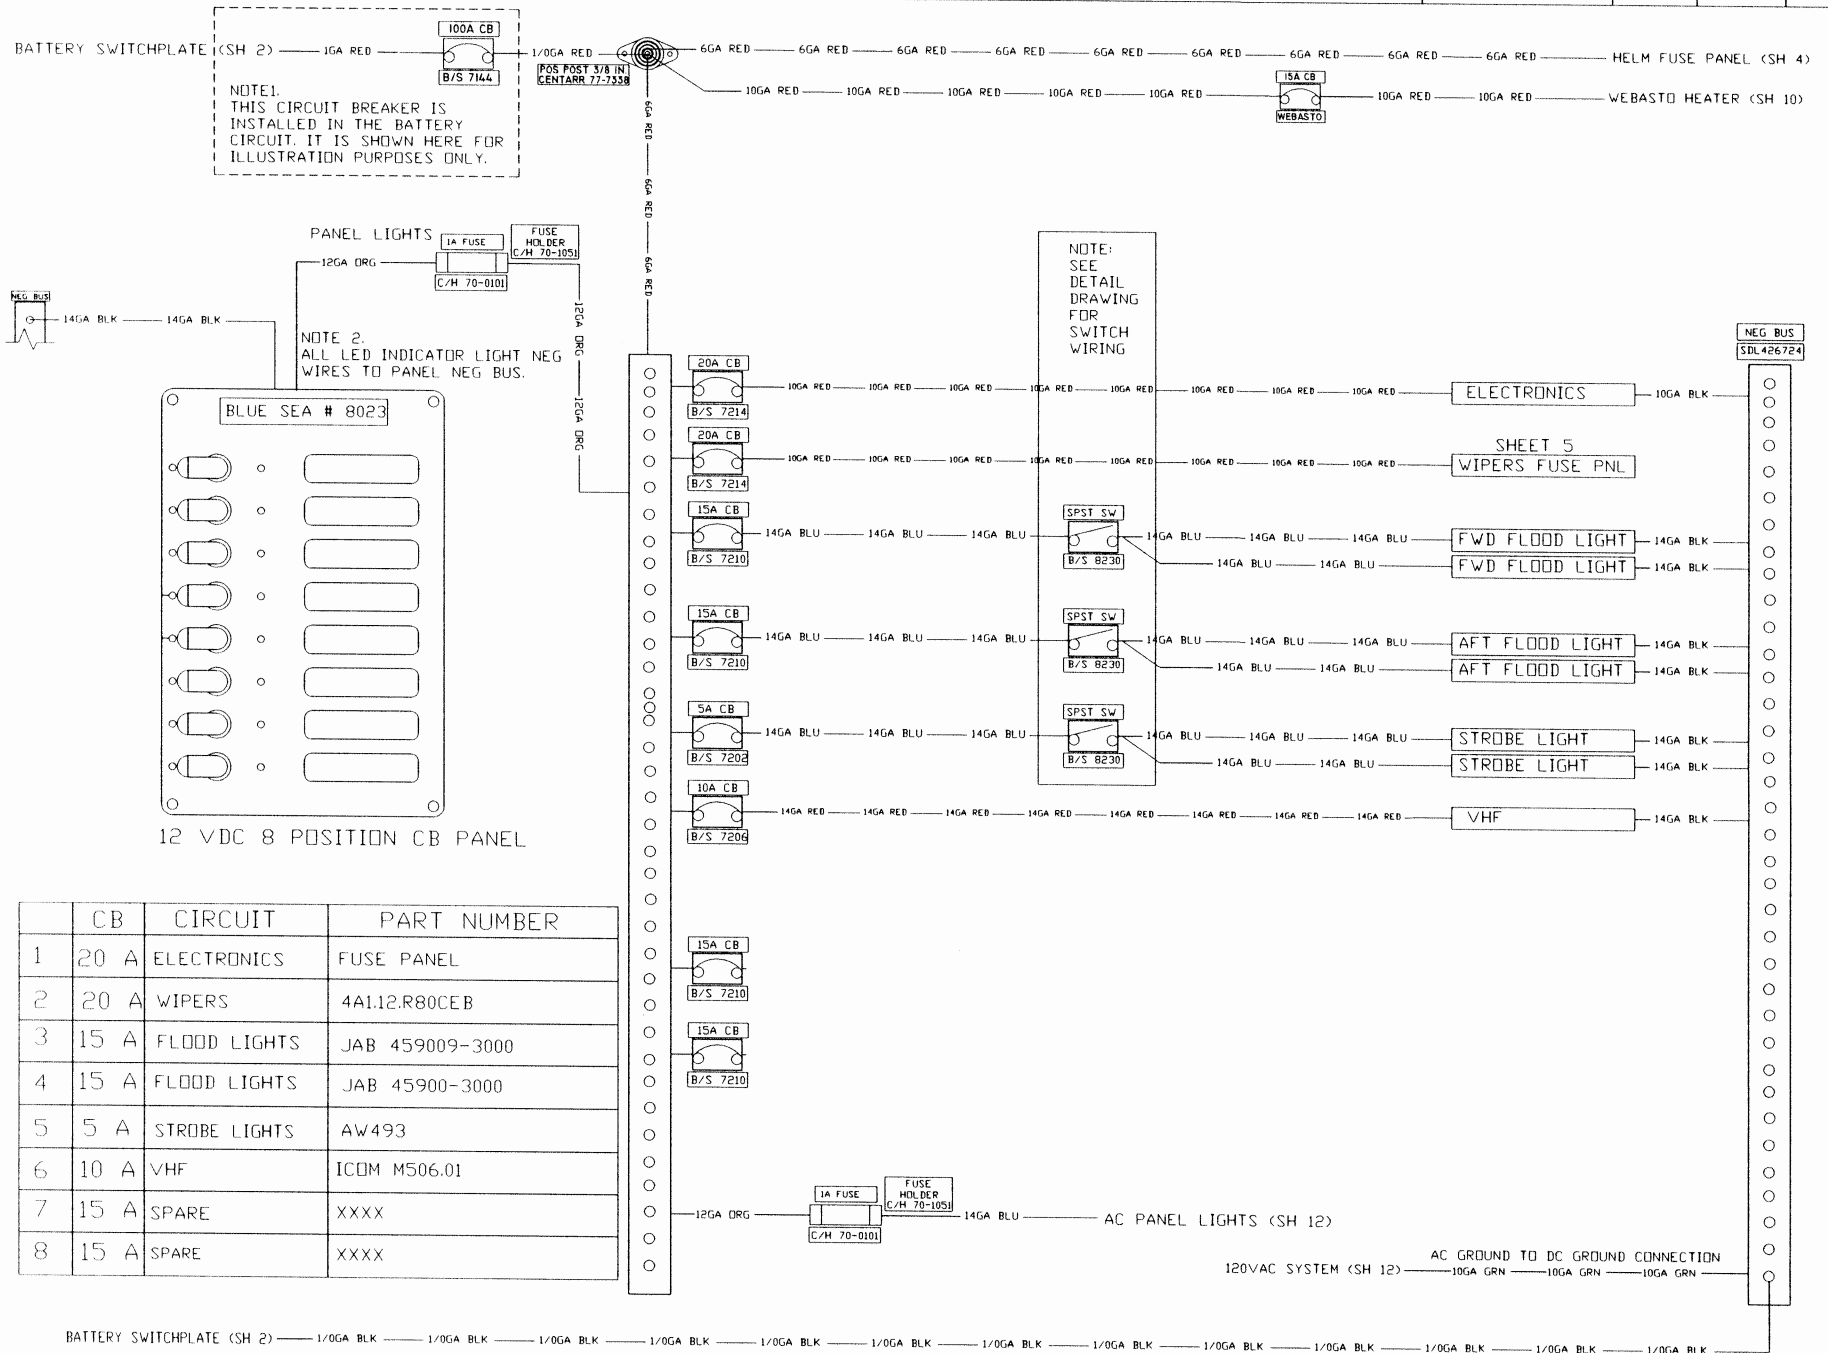 BATTERY SWITCHPLATE (SH 2) 1GA RED
100A CB
B/S 7144
1/0GA RED
POS POST 3/8 IN
CENTARR 77-7338
NOTE1.
THIS CIRCUIT BREAKER IS
INSTALLED IN THE BATTERY
CIRCUIT. IT IS SHOWN HERE FOR
ILLUSTRATION PURPOSES ONLY.
6GA RED 6GA RED 6GA RED 6GA RED 6GA RED 6GA RED 6GA RED 6GA RED 6GA RED HELM FUSE PANEL (SH 4)
10GA RED 10GA RED 10GA RED 10GA RED 10GA RED
15A CB
WEBASTO
10GA RED 10GA RED WEBASTO HEATER (SH 10)
6GA RED
6GA RED
6GA RED
PANEL LIGHTS
1A FUSE
FUSE
HOLDER
C/H 70-1051
12GA ORG
C/H 70-0101
12GA ORG
12GA ORG
NEG BUS
14GA BLK 14GA BLK
NOTE 2.
ALL LED INDICATOR LIGHT NEG
WIRES TO PANEL NEG BUS.
BLUE SEA # 8023
12 VDC 8 POSITION CB PANEL
NOTE:
SEE
DETAIL
DRAWING
FOR
SWITCH
WIRING
NEG BUS
SDL426724
20A CB
B/S 7214
10GA RED 10GA RED 10GA RED 10GA RED 10GA RED 10GA RED 10GA RED 10GA RED ELECTRONICS 10GA BLK
20A CB
B/S 7214
SHEET 5
10GA RED 10GA RED 10GA RED 10GA RED 10GA RED 10GA RED 10GA RED 10GA RED WIPERS FUSE PNL
15A CB
B/S 7210
14GA BLU 14GA BLU 14GA BLU
SPST SW
B/S 8230
14GA BLU 14GA BLU 14GA BLU FWD FLOOD LIGHT 14GA BLK
14GA BLU 14GA BLU FWD FLOOD LIGHT 14GA BLK
15A CB
B/S 7210
14GA BLU 14GA BLU 14GA BLU
SPST SW
B/S 8230
14GA BLU 14GA BLU 14GA BLU AFT FLOOD LIGHT 14GA BLK
14GA BLU 14GA BLU AFT FLOOD LIGHT 14GA BLK
5A CB
B/S 7202
14GA BLU 14GA BLU 14GA BLU
SPST SW
B/S 8230
14GA BLU 14GA BLU 14GA BLU STROBE LIGHT 14GA BLK
14GA BLU 14GA BLU STROBE LIGHT 14GA BLK
10A CB
B/S 7206
14GA RED 14GA RED 14GA RED 14GA RED 14GA RED 14GA RED 14GA RED 14GA RED VHF 14GA BLK
15A CB
B/S 7210
15A CB
B/S 7210
CB CIRCUIT PART NUMBER
1 20 A ELECTRONICS FUSE PANEL
2 20 A WIPERS 4A1.12.R80CEB
3 15 A FLOOD LIGHTS JAB 459009-3000
4 15 A FLOOD LIGHTS JAB 45900-3000
5 5 A STROBE LIGHTS AW493
6 10 A VHF ICOM M506.01
7 15 A SPARE XXXX
8 15 A SPARE XXXX
12GA ORG
1A FUSE
FUSE
HOLDER
C/H 70-1051
C/H 70-0101
14GA BLU AC PANEL LIGHTS (SH 12)
AC GROUND TO DC GROUND CONNECTION
120VAC SYSTEM (SH 12) 10GA GRN 10GA GRN 10GA GRN
BATTERY SWITCHPLATE (SH 2) 1/0GA BLK 1/0GA BLK 1/0GA BLK 1/0GA BLK 1/0GA BLK 1/0GA BLK 1/0GA BLK 1/0GA BLK 1/0GA BLK 1/0GA BLK 1/0GA BLK 1/0GA BLK 1/0GA BLK